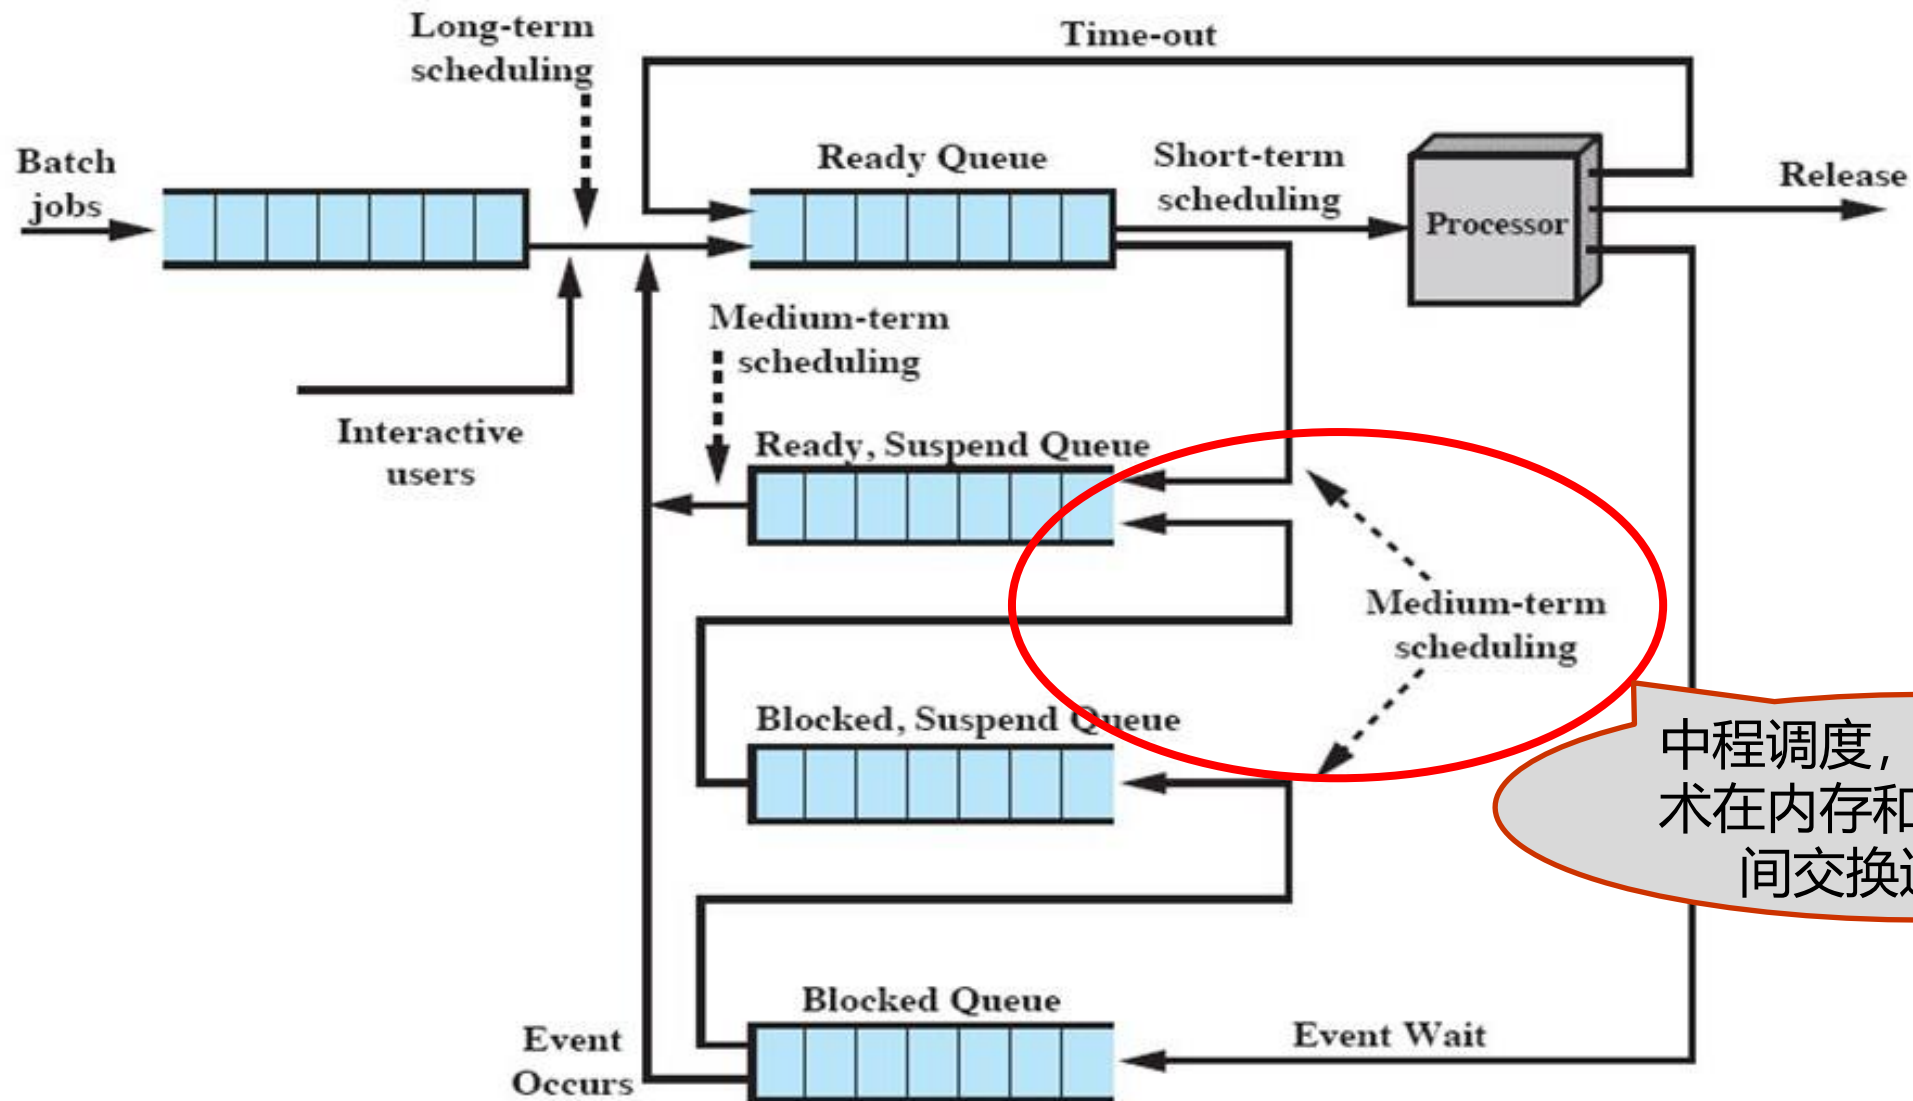 Long-term
scheduling
Time-out
Batch
jobs
Ready Queue
Short-term
scheduling
Processor
Release
Medium-term
scheduling
Interactive
users
Ready, Suspend Queue
Medium-term
scheduling
Blocked, Suspend Queue
中程调度，
术在内存和
间交换
Blocked Queue
Event
Occurs
Event Wait